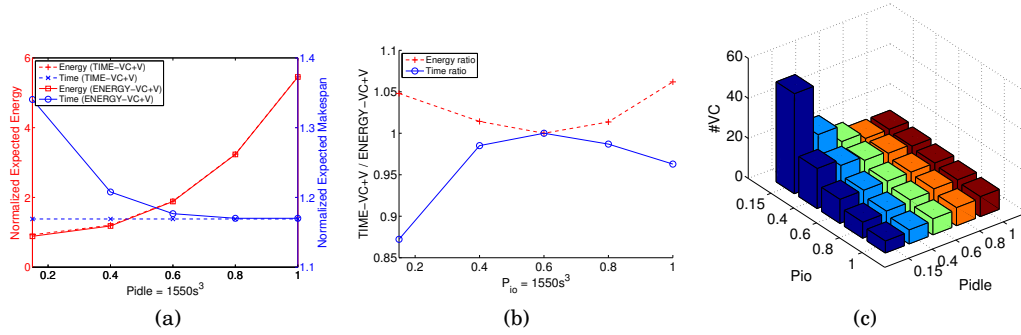 6
4
2
0
Normalized Expected Energy
Energy (TIME−VC+V)
Time (TIME−VC+V)
Energy (ENERGY−VC+V)
Time (ENERGY−VC+V)
1.4
1.3
1.2
1.1
Normalized Expected Makespan
0.2 0.4 0.6 0.8 1
Pidle = 1550s³
(a)
1.05
1
0.95
0.9
0.85
TIME−VC+V / ENERGY−VC+V
Energy ratio
Time ratio
0.2 0.4 0.6 0.8 1
P_io = 1550s³
(b)
60
40
20
0
#VC
0.15
0.4
0.6
0.8
1
Pio
0.15
0.4
0.6
0.8
1
Pidle
(c)